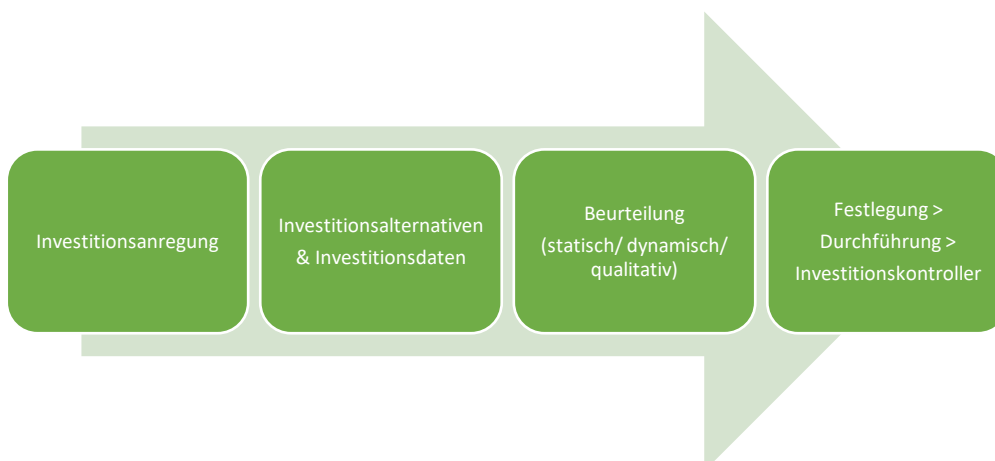 Investitionsanregung
Investitionsalternativen
& Investitionsdaten
Beurteilung
(statisch/ dynamisch/
qualitativ)
Festlegung >
Durchführung >
Investitionskontroller